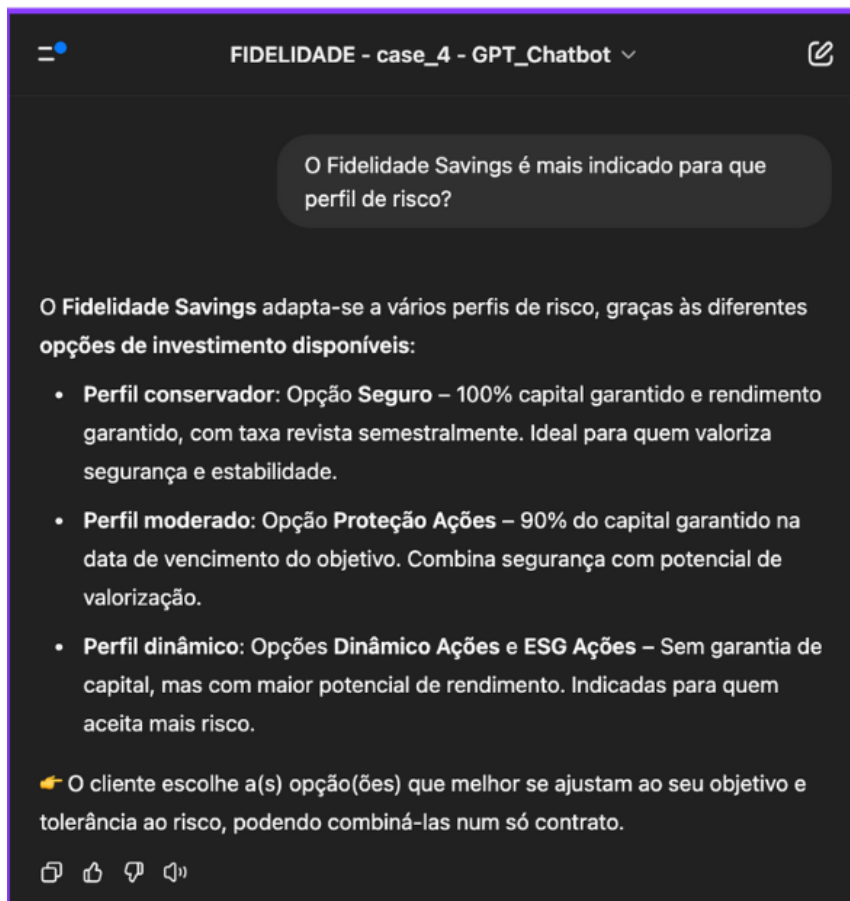 FIDELIDADE - case_4 - GPT_Chatbot
O Fidelidade Savings é mais indicado para que
perfil de risco?
O Fidelidade Savings adapta-se a vários perfis de risco, graças às diferentes
opções de investimento disponíveis:
• Perfil conservador: Opção Seguro – 100% capital garantido e rendimento
garantido, com taxa revista semestralmente. Ideal para quem valoriza
segurança e estabilidade.
• Perfil moderado: Opção Proteção Ações – 90% do capital garantido na
data de vencimento do objetivo. Combina segurança com potencial de
valorização.
• Perfil dinâmico: Opções Dinâmico Ações e ESG Ações – Sem garantia de
capital, mas com maior potencial de rendimento. Indicadas para quem
aceita mais risco.
👉 O cliente escolhe a(s) opção(ões) que melhor se ajustam ao seu objetivo e
tolerância ao risco, podendo combiná-las num só contrato.